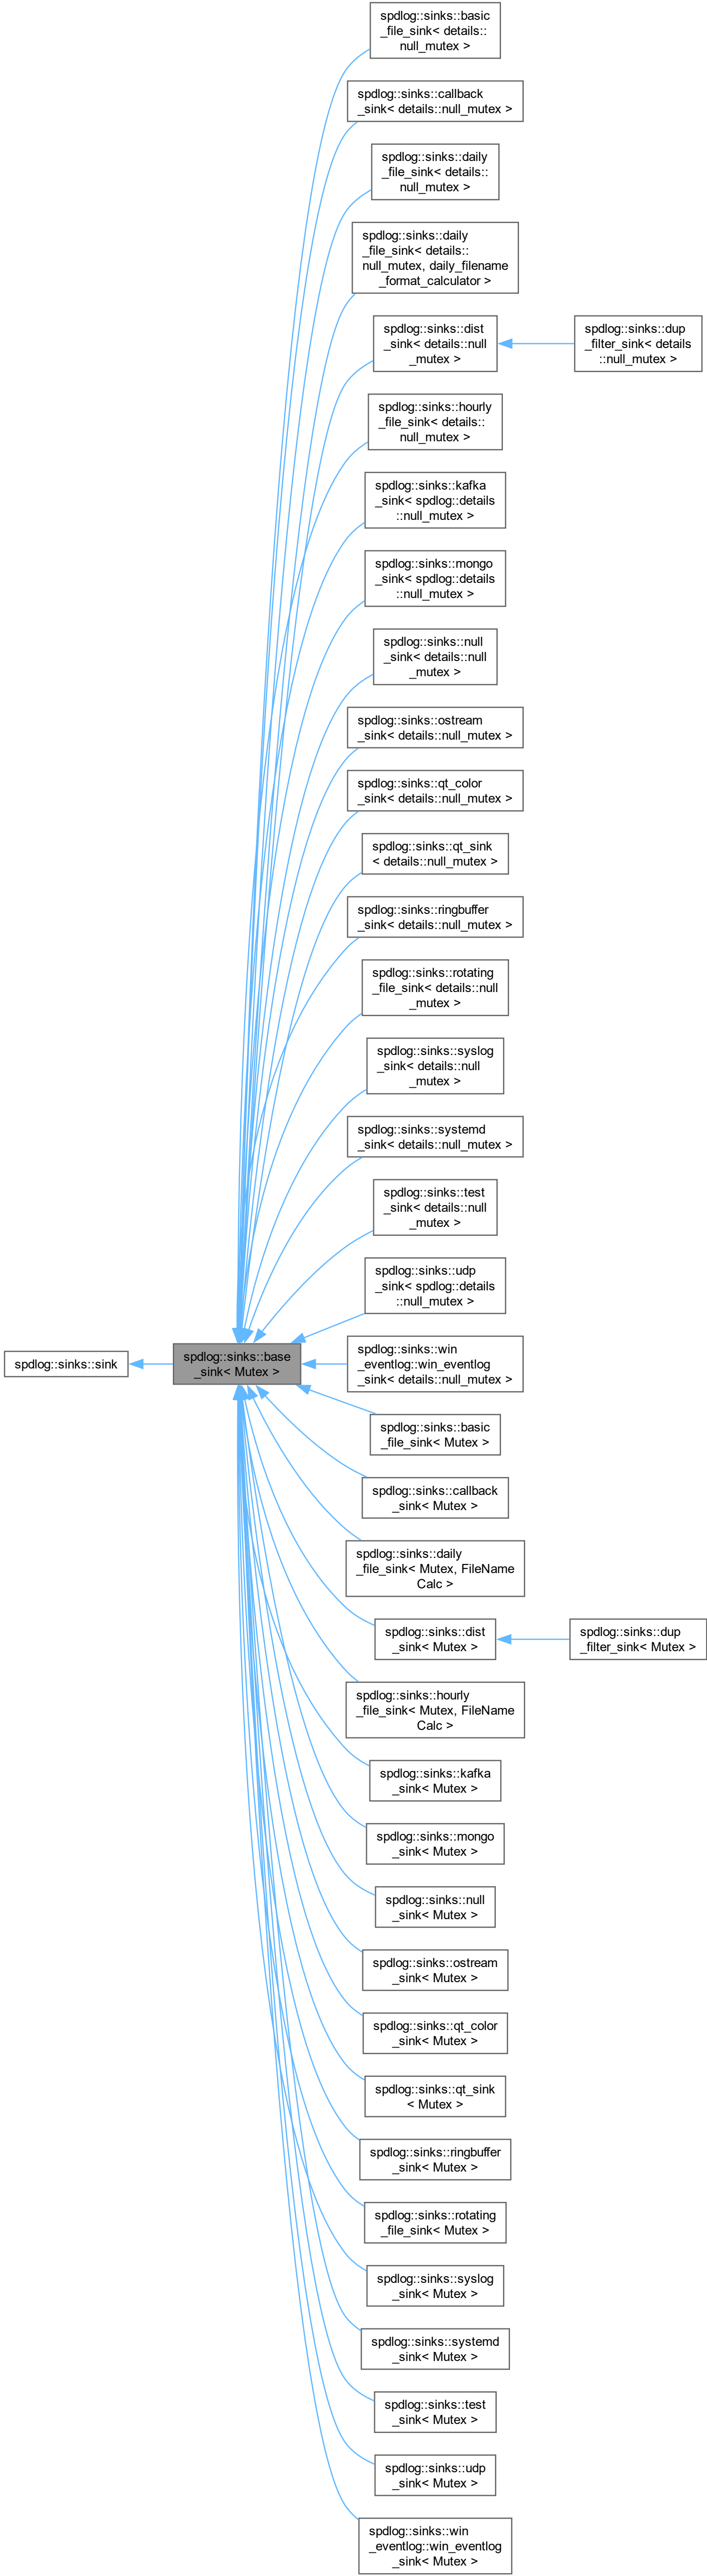 spdlog::sinks::basic
_file_sink< details::
null_mutex >
spdlog::sinks::callback
_sink< details::null_mutex >
spdlog::sinks::daily
_file_sink< details::
null_mutex >
spdlog::sinks::daily
_file_sink< details::
null_mutex, daily_filename
_format_calculator >
spdlog::sinks::dist
_sink< details::null
_mutex >
spdlog::sinks::dup
_filter_sink< details
::null_mutex >
spdlog::sinks::hourly
_file_sink< details::
null_mutex >
spdlog::sinks::kafka
_sink< spdlog::details
::null_mutex >
spdlog::sinks::mongo
_sink< spdlog::details
::null_mutex >
spdlog::sinks::null
_sink< details::null
_mutex >
spdlog::sinks::ostream
_sink< details::null_mutex >
spdlog::sinks::qt_color
_sink< details::null_mutex >
spdlog::sinks::qt_sink
< details::null_mutex >
spdlog::sinks::ringbuffer
_sink< details::null_mutex >
spdlog::sinks::rotating
_file_sink< details::null
_mutex >
spdlog::sinks::syslog
_sink< details::null
_mutex >
spdlog::sinks::systemd
_sink< details::null_mutex >
spdlog::sinks::test
_sink< details::null
_mutex >
spdlog::sinks::udp
_sink< spdlog::details
::null_mutex >
spdlog::sinks::sink
spdlog::sinks::base
_sink< Mutex >
spdlog::sinks::win
_eventlog::win_eventlog
_sink< details::null_mutex >
spdlog::sinks::basic
_file_sink< Mutex >
spdlog::sinks::callback
_sink< Mutex >
spdlog::sinks::daily
_file_sink< Mutex, FileName
Calc >
spdlog::sinks::dist
_sink< Mutex >
spdlog::sinks::dup
_filter_sink< Mutex >
spdlog::sinks::hourly
_file_sink< Mutex, FileName
Calc >
spdlog::sinks::kafka
_sink< Mutex >
spdlog::sinks::mongo
_sink< Mutex >
spdlog::sinks::null
_sink< Mutex >
spdlog::sinks::ostream
_sink< Mutex >
spdlog::sinks::qt_color
_sink< Mutex >
spdlog::sinks::qt_sink
< Mutex >
spdlog::sinks::ringbuffer
_sink< Mutex >
spdlog::sinks::rotating
_file_sink< Mutex >
spdlog::sinks::syslog
_sink< Mutex >
spdlog::sinks::systemd
_sink< Mutex >
spdlog::sinks::test
_sink< Mutex >
spdlog::sinks::udp
_sink< Mutex >
spdlog::sinks::win
_eventlog::win_eventlog
_sink< Mutex >